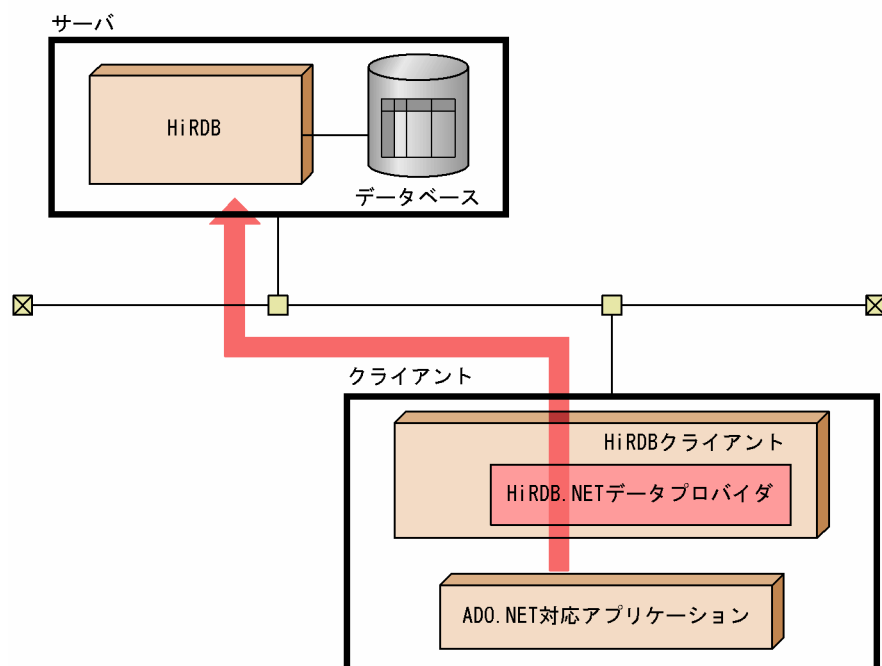 サーバ
HiRDB
データベース
クライアント
HiRDBクライアント
HiRDB.NETデータプロバイダ
ADO.NET対応アプリケーション